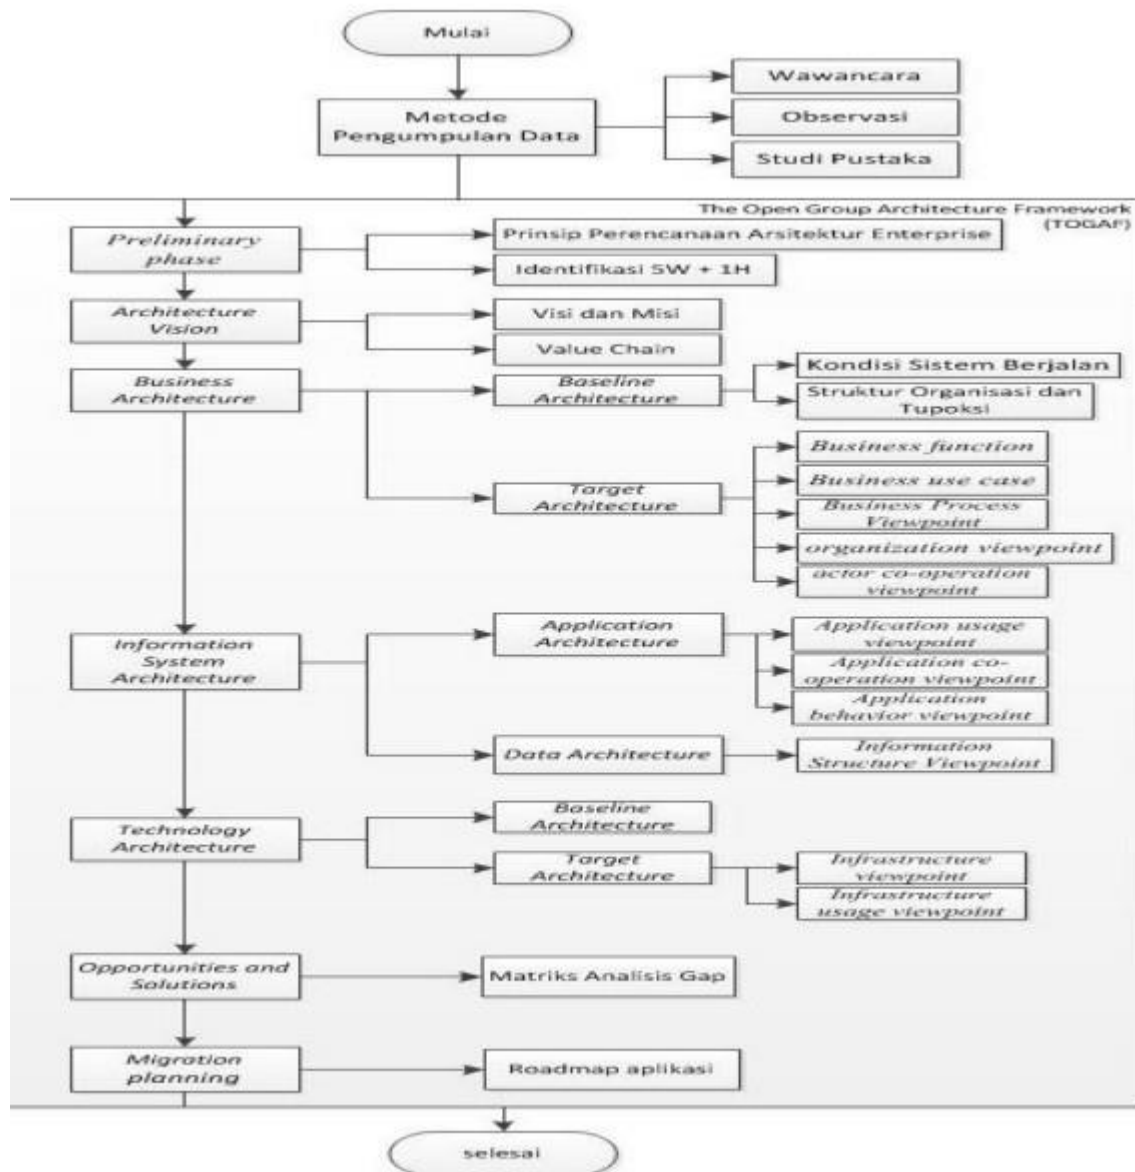 Mulai
Metode
Pengumpulan Data
Wawancara
Observasi
Studi Pustaka
The Open Group Architecture Framework
(TOGAF)
Preliminary
phase
Prinsip Perencanaan Arsitektur Enterprise
Identifikasi 5W + 1H
Architecture
Vision
Visi dan Misi
Value Chain
Business
Architecture
Baseline
Architecture
Kondisi Sistem Berjalan
Struktur Organisasi dan
Tupoksi
Target
Architecture
Business function
Business use case
Business Process
Viewpoint
organization viewpoint
actor co-operation
viewpoint
Information
System
Architecture
Application
Architecture
Application usage
viewpoint
Application co-
operation viewpoint
Application
behavior viewpoint
Data Architecture
Information
Structure Viewpoint
Technology
Architecture
Baseline
Architecture
Target
Architecture
Infrastructure
viewpoint
Infrastructure
usage viewpoint
Opportunities and
Solutions
Matriks Analisis Gap
Migration
planning
Roadmap aplikasi
selesai